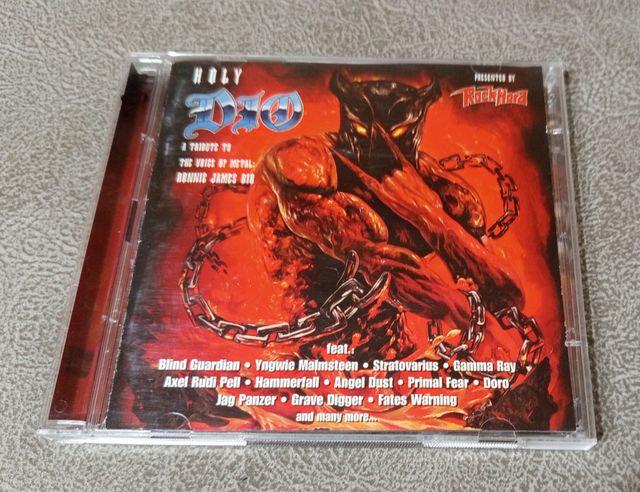 HOLY
DIO
A TRIBUTE TO
THE VOICE OF METAL:
RONNIE JAMES DIO
PRESENTED BY
RockHard
feat.:
Blind Guardian • Yngwie Malmsteen • Stratovarius • Gamma Ray
Axel Rudi Pell • Hammerfall • Angel Dust • Primal Fear • Doro
Jag Panzer • Grave Digger • Fates Warning
and many more...